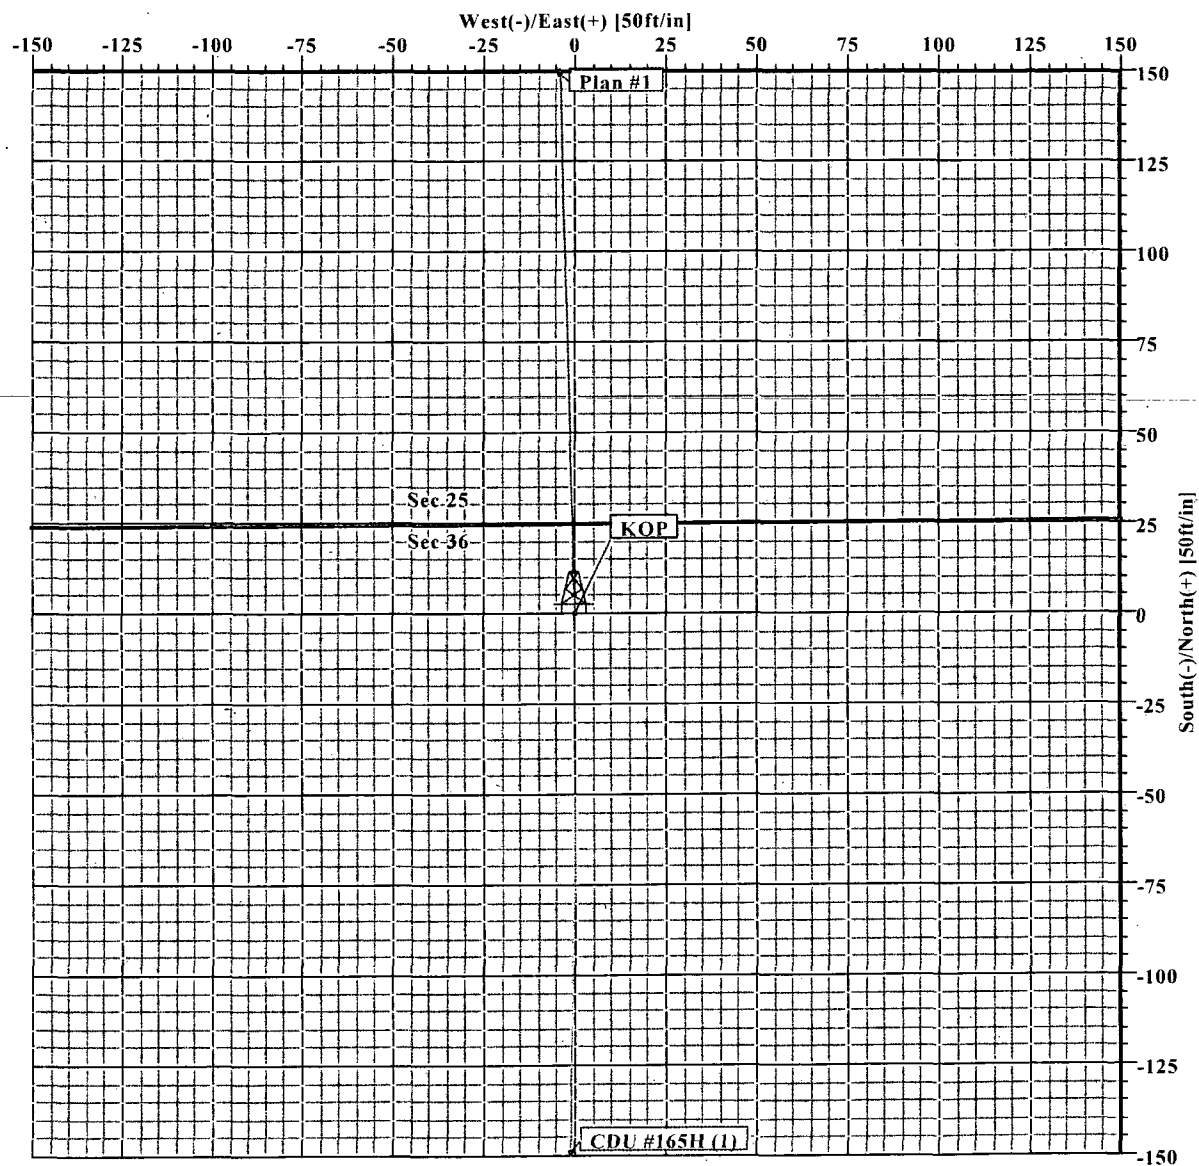 West(-)/East(+) [50ft/in]
-150 -125 -100 -75 -50 -25 0 25 50 75 100 125 150
Plan #1
150
125
100
75
50
Sec 25
25
KOP
Sec 36
0
South(-)/North(+) [50ft/in]
-25
-50
-75
-100
-125
CDU #165H (1)
-150